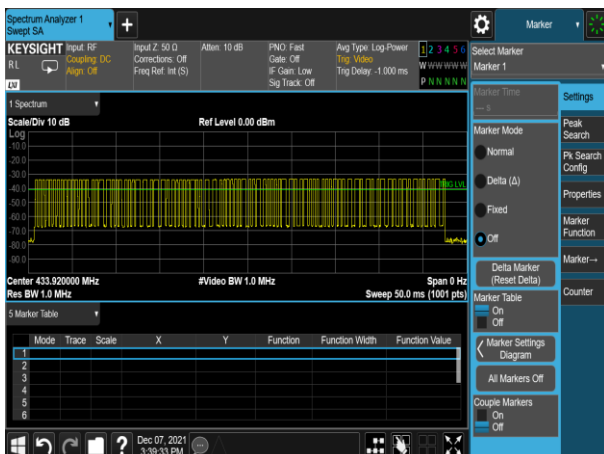 Spectrum Analyzer 1
Swept SA
+
Marker
KEYSIGHT
Input: RF
Coupling: DC
Align: Off
Input Z: 50 Ω
Corrections: Off
Freq Ref: Int (S)
Atten: 10 dB
PNO: Fast
Gate: Off
IF Gain: Low
Sig Track: Off
Avg Type: Log-Power
Trig: Video
Trig Delay: -1.000 ms
1 2 3 4 5 6
W W W W W W
P N N N N N
R L
LXI
Select Marker
Marker 1
1 Spectrum
Scale/Div 10 dB
Ref Level 0.00 dBm
Log
-10.0
-20.0
-30.0
-40.0
-50.0
-60.0
-70.0
-80.0
-90.0
TRIG LVL
Center 433.920000 MHz
Res BW 1.0 MHz
#Video BW 1.0 MHz
Span 0 Hz
Sweep 50.0 ms (1001 pts)
5 Marker Table
Mode Trace Scale X Y Function Function Width Function Value
1
2
3
4
5
6
Marker Time
--- s
Marker Mode
Normal
Delta (Δ)
Fixed
Off
Delta Marker
(Reset Delta)
Marker Table
On
Off
Marker Settings
Diagram
All Markers Off
Couple Markers
On
Off
Settings
Peak
Search
Pk Search
Config
Properties
Marker
Function
Marker→
Counter
?
Dec 07, 2021
3:39:33 PM